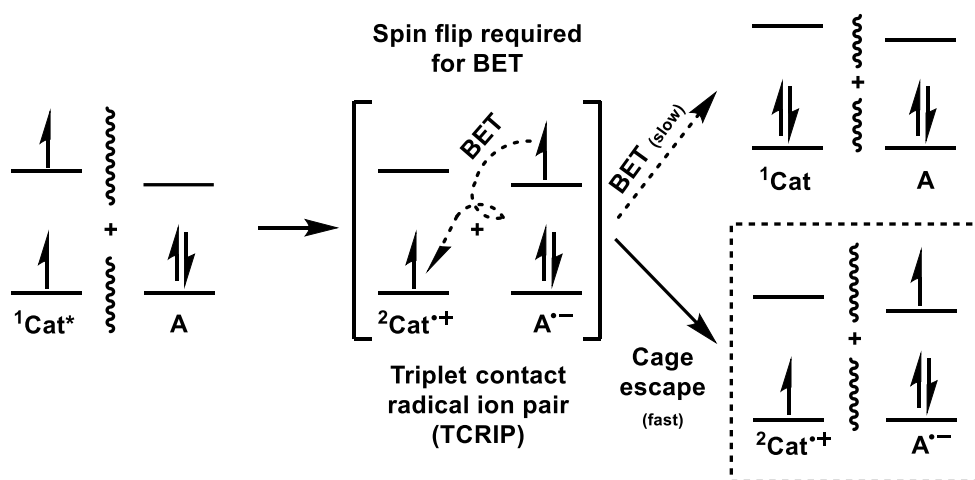 Spin flip required
for BET
BET
+
+
¹Cat*
A
²Cat•+
A•−
Triplet contact
radical ion pair
(TCRIP)
BET (slow)
Cage
escape
(fast)
+
¹Cat
A
+
²Cat•+
A•−